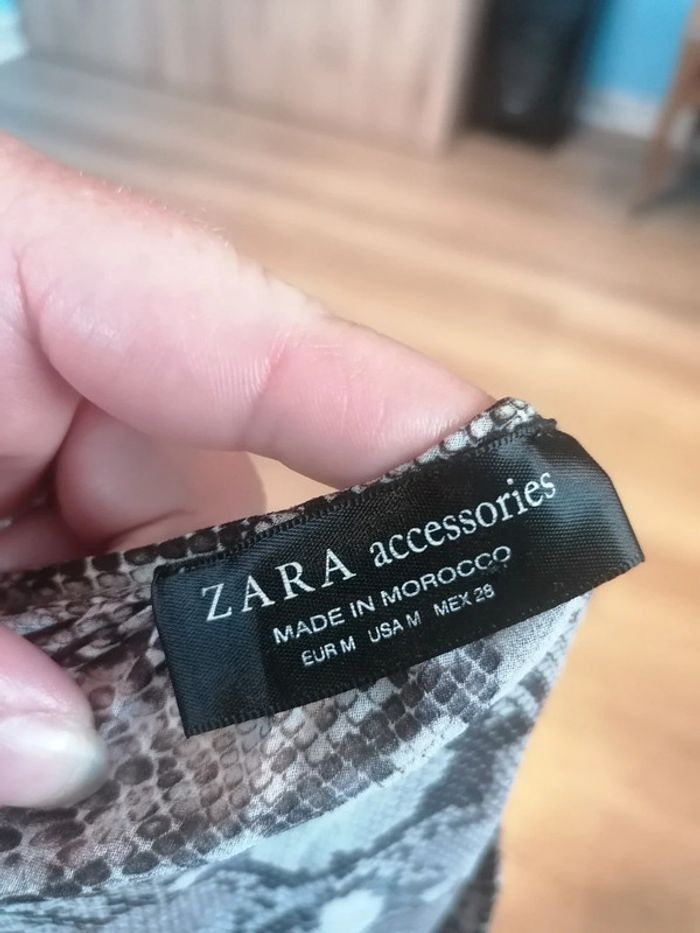 ZARA accessories
MADE IN MOROCCO
EUR M USA M MEX 28